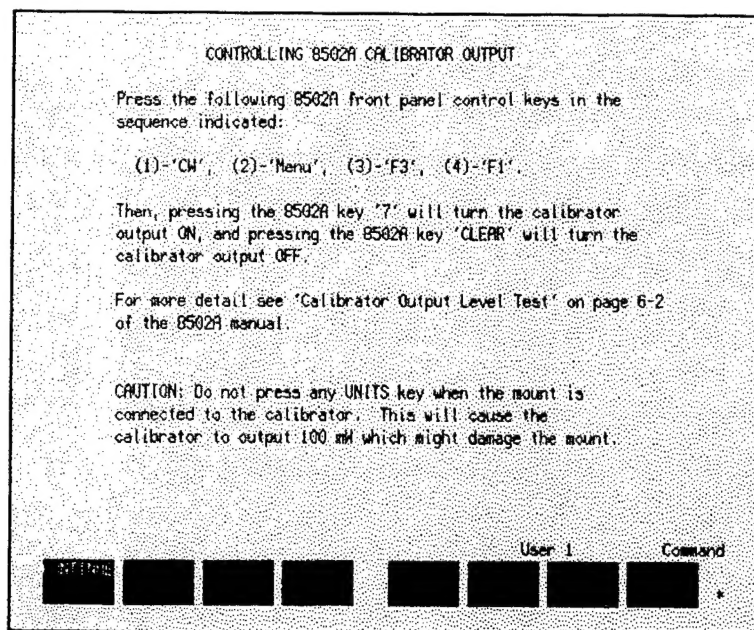 CONTROLLING 8502A CALIBRATOR OUTPUT
Press the following 8502A front panel control keys in the
sequence indicated:
(1)-'CW', (2)-'Menu', (3)-'F3', (4)-'F1'.
Then, pressing the 8502A key '7' will turn the calibrator
output ON, and pressing the 8502A key 'CLEAR' will turn the
calibrator output OFF.
For more detail see 'Calibrator Output Level Test' on page 6-2
of the 8502A manual.
CAUTION: Do not press any UNITS key when the mount is
connected to the calibrator. This will cause the
calibrator to output 100 mW which might damage the mount.
User 1 Command
*